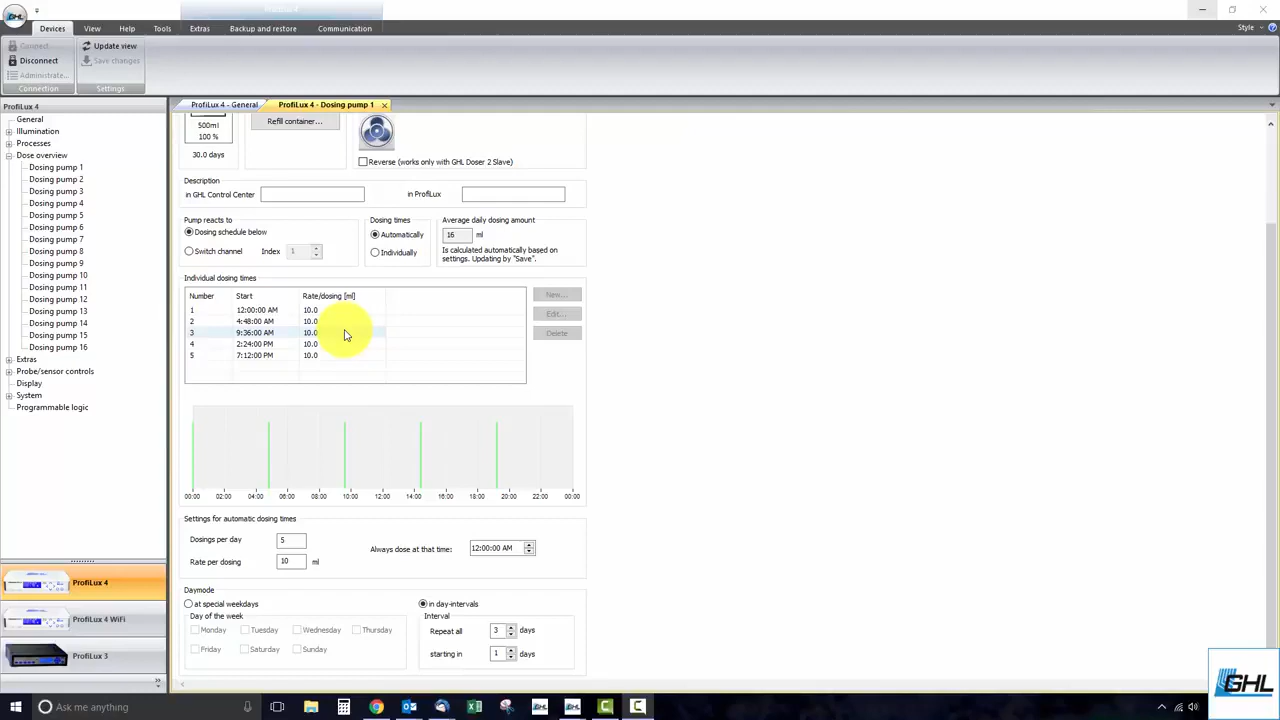 GHL
ProfiLux 4
Devices View Help Tools Extras Backup and restore Communication Style
Connect Update view
Disconnect Save changes
Administrate...
Connection Settings
ProfiLux 4
General
Illumination
Processes
Dose overview
Dosing pump 1
Dosing pump 2
Dosing pump 3
Dosing pump 4
Dosing pump 5
Dosing pump 6
Dosing pump 7
Dosing pump 8
Dosing pump 9
Dosing pump 10
Dosing pump 11
Dosing pump 12
Dosing pump 13
Dosing pump 14
Dosing pump 15
Dosing pump 16
Extras
Probe/sensor controls
Display
System
Programmable logic
ProfiLux 4
ProfiLux 4 WiFi
ProfiLux 3
ProfiLux 4 - General ProfiLux 4 - Dosing pump 1
500ml
100 %
30.0 days
Refill container...
Reverse (works only with GHL Doser 2 Slave)
Description
in GHL Control Center in ProfiLux
Pump reacts to Dosing times Average daily dosing amount
Dosing schedule below Automatically 16 ml
Switch channel Index 1 Individually Is calculated automatically based on
settings. Updating by "Save".
Individual dosing times
Number Start Rate/dosing [ml] New...
1 12:00:00 AM 10.0
2 4:48:00 AM 10.0 Edit...
3 9:36:00 AM 10.0 Delete
4 2:24:00 PM 10.0
5 7:12:00 PM 10.0
00:00 02:00 04:00 06:00 08:00 10:00 12:00 14:00 16:00 18:00 20:00 22:00 00:00
Settings for automatic dosing times
Dosings per day 5 Always dose at that time: 12:00:00 AM
Rate per dosing 10 ml
Daymode
at special weekdays in day-intervals
Day of the week Interval
Monday Tuesday Wednesday Thursday Repeat all 3 days
Friday Saturday Sunday starting in 1 days
GHL
Ask me anything